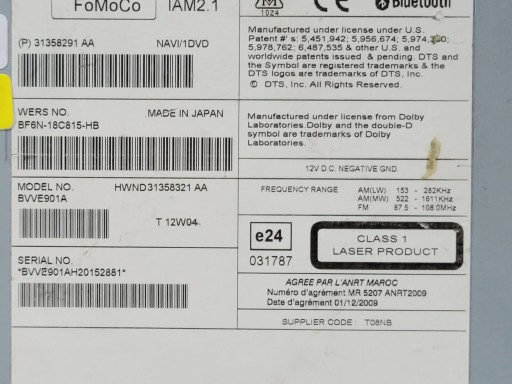 FoMoCo IAM2.1
(P) 31358291 AA NAVI/1DVD
WERS NO. MADE IN JAPAN
BF6N-18C815-HB
MODEL NO. HWND31358321 AA
BVVE901A
T 12W04
SERIAL NO.
*BVVE901AH20152881*
M
1024
CE
Bluetooth
Manufactured under license under U.S.
Patent #' s : 5,451,942; 5,956,674; 5,974,380;
5,978,762; 6,487,535 & other U.S. and
worldwide patents issued & pending. DTS and
the Symbol are registered trademarks & the
DTS logos are trademarks of DTS, Inc.
© DTS, Inc. All Rights Reserved.
Manufactured under license from Dolby
Laboratories.Dolby and the double-D
symbol are trademarks of Dolby
Laboratories.
12V D.C. NEGATIVE GND.
FREQUENCY RANGE AM(LW) 153 - 282KHz
AM(MW) 522 - 1611KHz
FM 87.5 - 108.0MHz
e24
031787
CLASS 1
LASER PRODUCT
AGREE PAR L'ANRT MAROC
Numéro d'agrément MR 5207 ANRT2009
Date d'agrément 01/12/2009
SUPPLIER CODE : T08NB